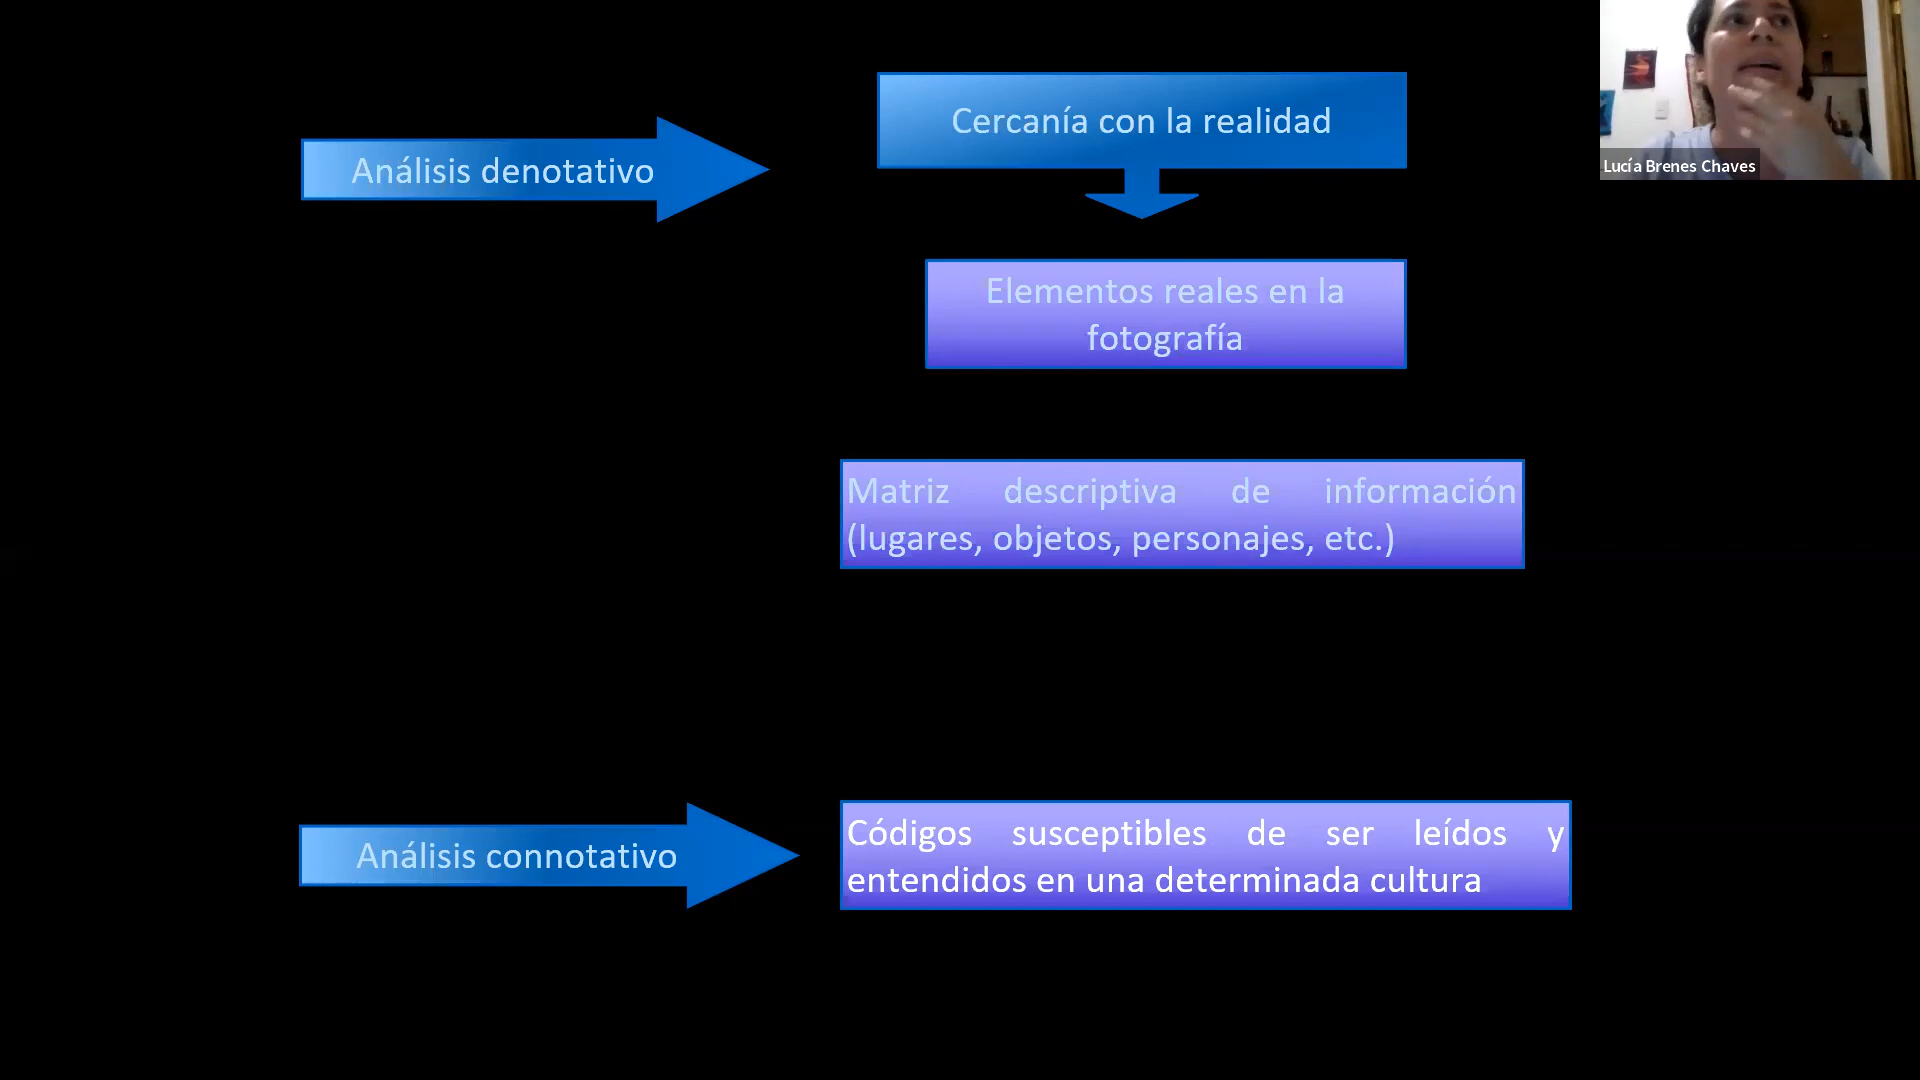 Análisis denotativo
Cercanía con la realidad
Elementos reales en la
fotografía
Matriz descriptiva de información
(lugares, objetos, personajes, etc.)
Análisis connotativo
Códigos susceptibles de ser leídos y
entendidos en una determinada cultura
Lucía Brenes Chaves